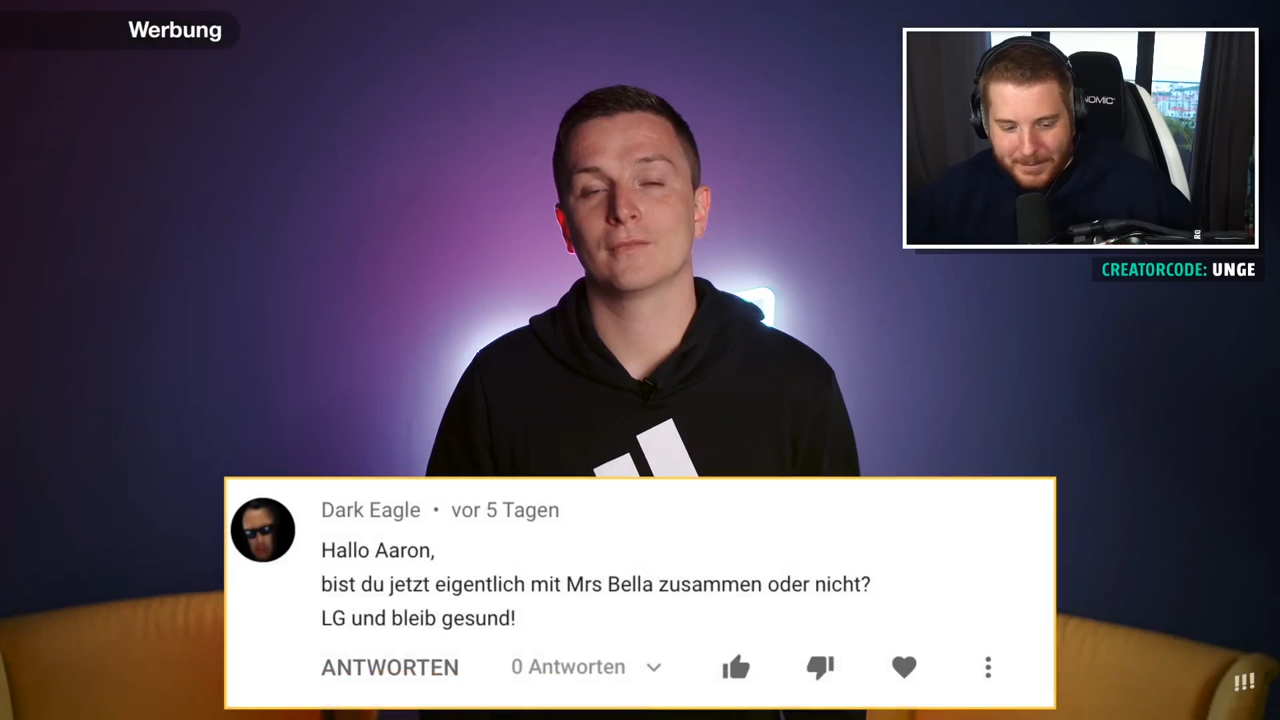 Werbung
NOMIC
CREATORCODE: UNGE
Dark Eagle • vor 5 Tagen
Hallo Aaron,
bist du jetzt eigentlich mit Mrs Bella zusammen oder nicht?
LG und bleib gesund!
ANTWORTEN 0 Antworten
!!!